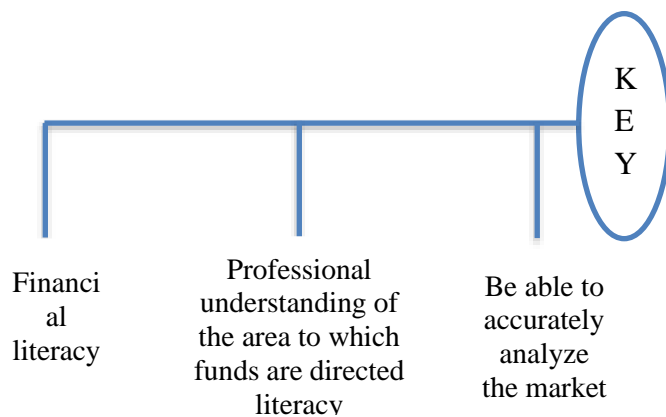 K
E
Y
Financi
al
literacy
Professional
understanding of
the area to which
funds are directed
literacy
Be able to
accurately
analyze
the market